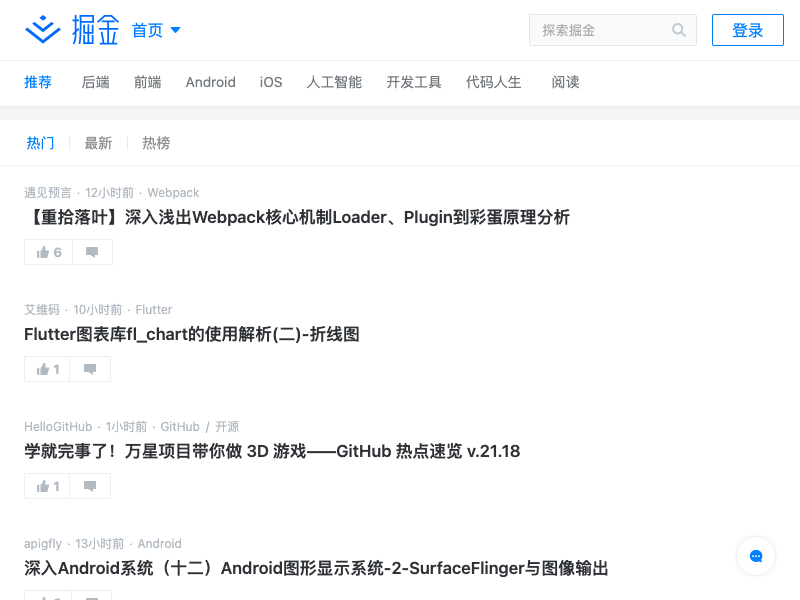 掘金 首页 探索掘金 登录
推荐 后端 前端 Android iOS 人工智能 开发工具 代码人生 阅读
热门 最新 热榜
遇见预言 · 12小时前 · Webpack
【重拾落叶】深入浅出Webpack核心机制Loader、Plugin到彩蛋原理分析
6
艾维码 · 10小时前 · Flutter
Flutter图表库fl_chart的使用解析(二)-折线图
1
HelloGitHub · 1小时前 · GitHub / 开源
学就完事了！万星项目带你做 3D 游戏——GitHub 热点速览 v.21.18
1
apigfly · 13小时前 · Android
深入Android系统（十二）Android图形显示系统-2-SurfaceFlinger与图像输出